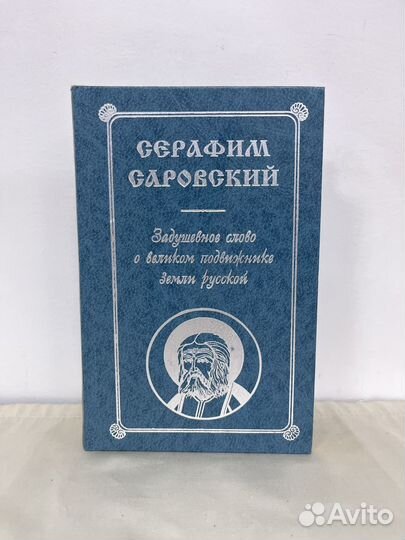 СЕРАФИМ
САРОВСКИЙ
Задушевное слово
о великом подвижнике
земли русской
Avito